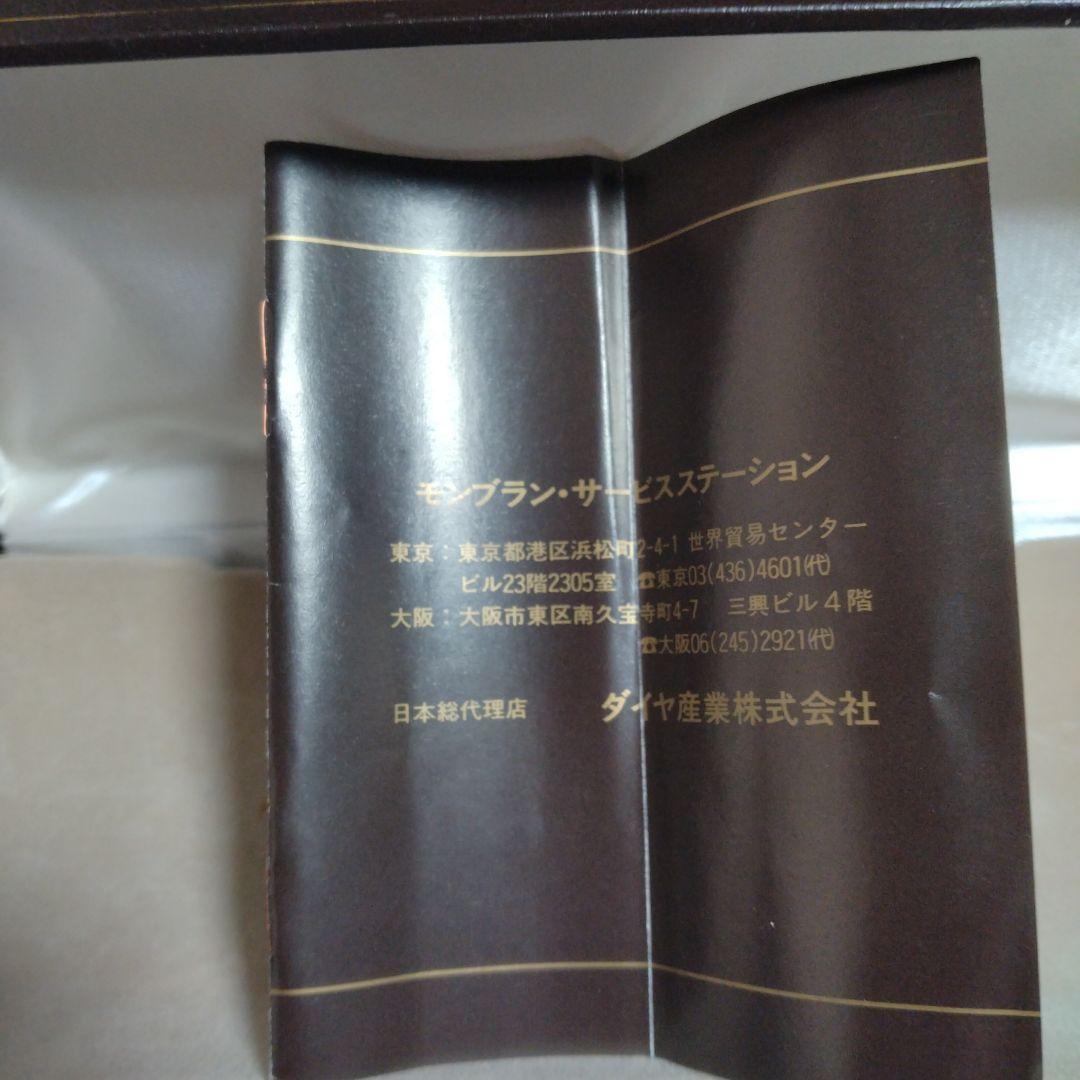 モンブラン・サービスステーション
東京：東京都港区浜松町2-4-1 世界貿易センター
ビル23階2305室 ☎東京03(436)4601㈹
大阪：大阪市東区南久宝寺町4-7 三興ビル4階
☎大阪06(245)2921㈹
日本総代理店 ダイヤ産業株式会社